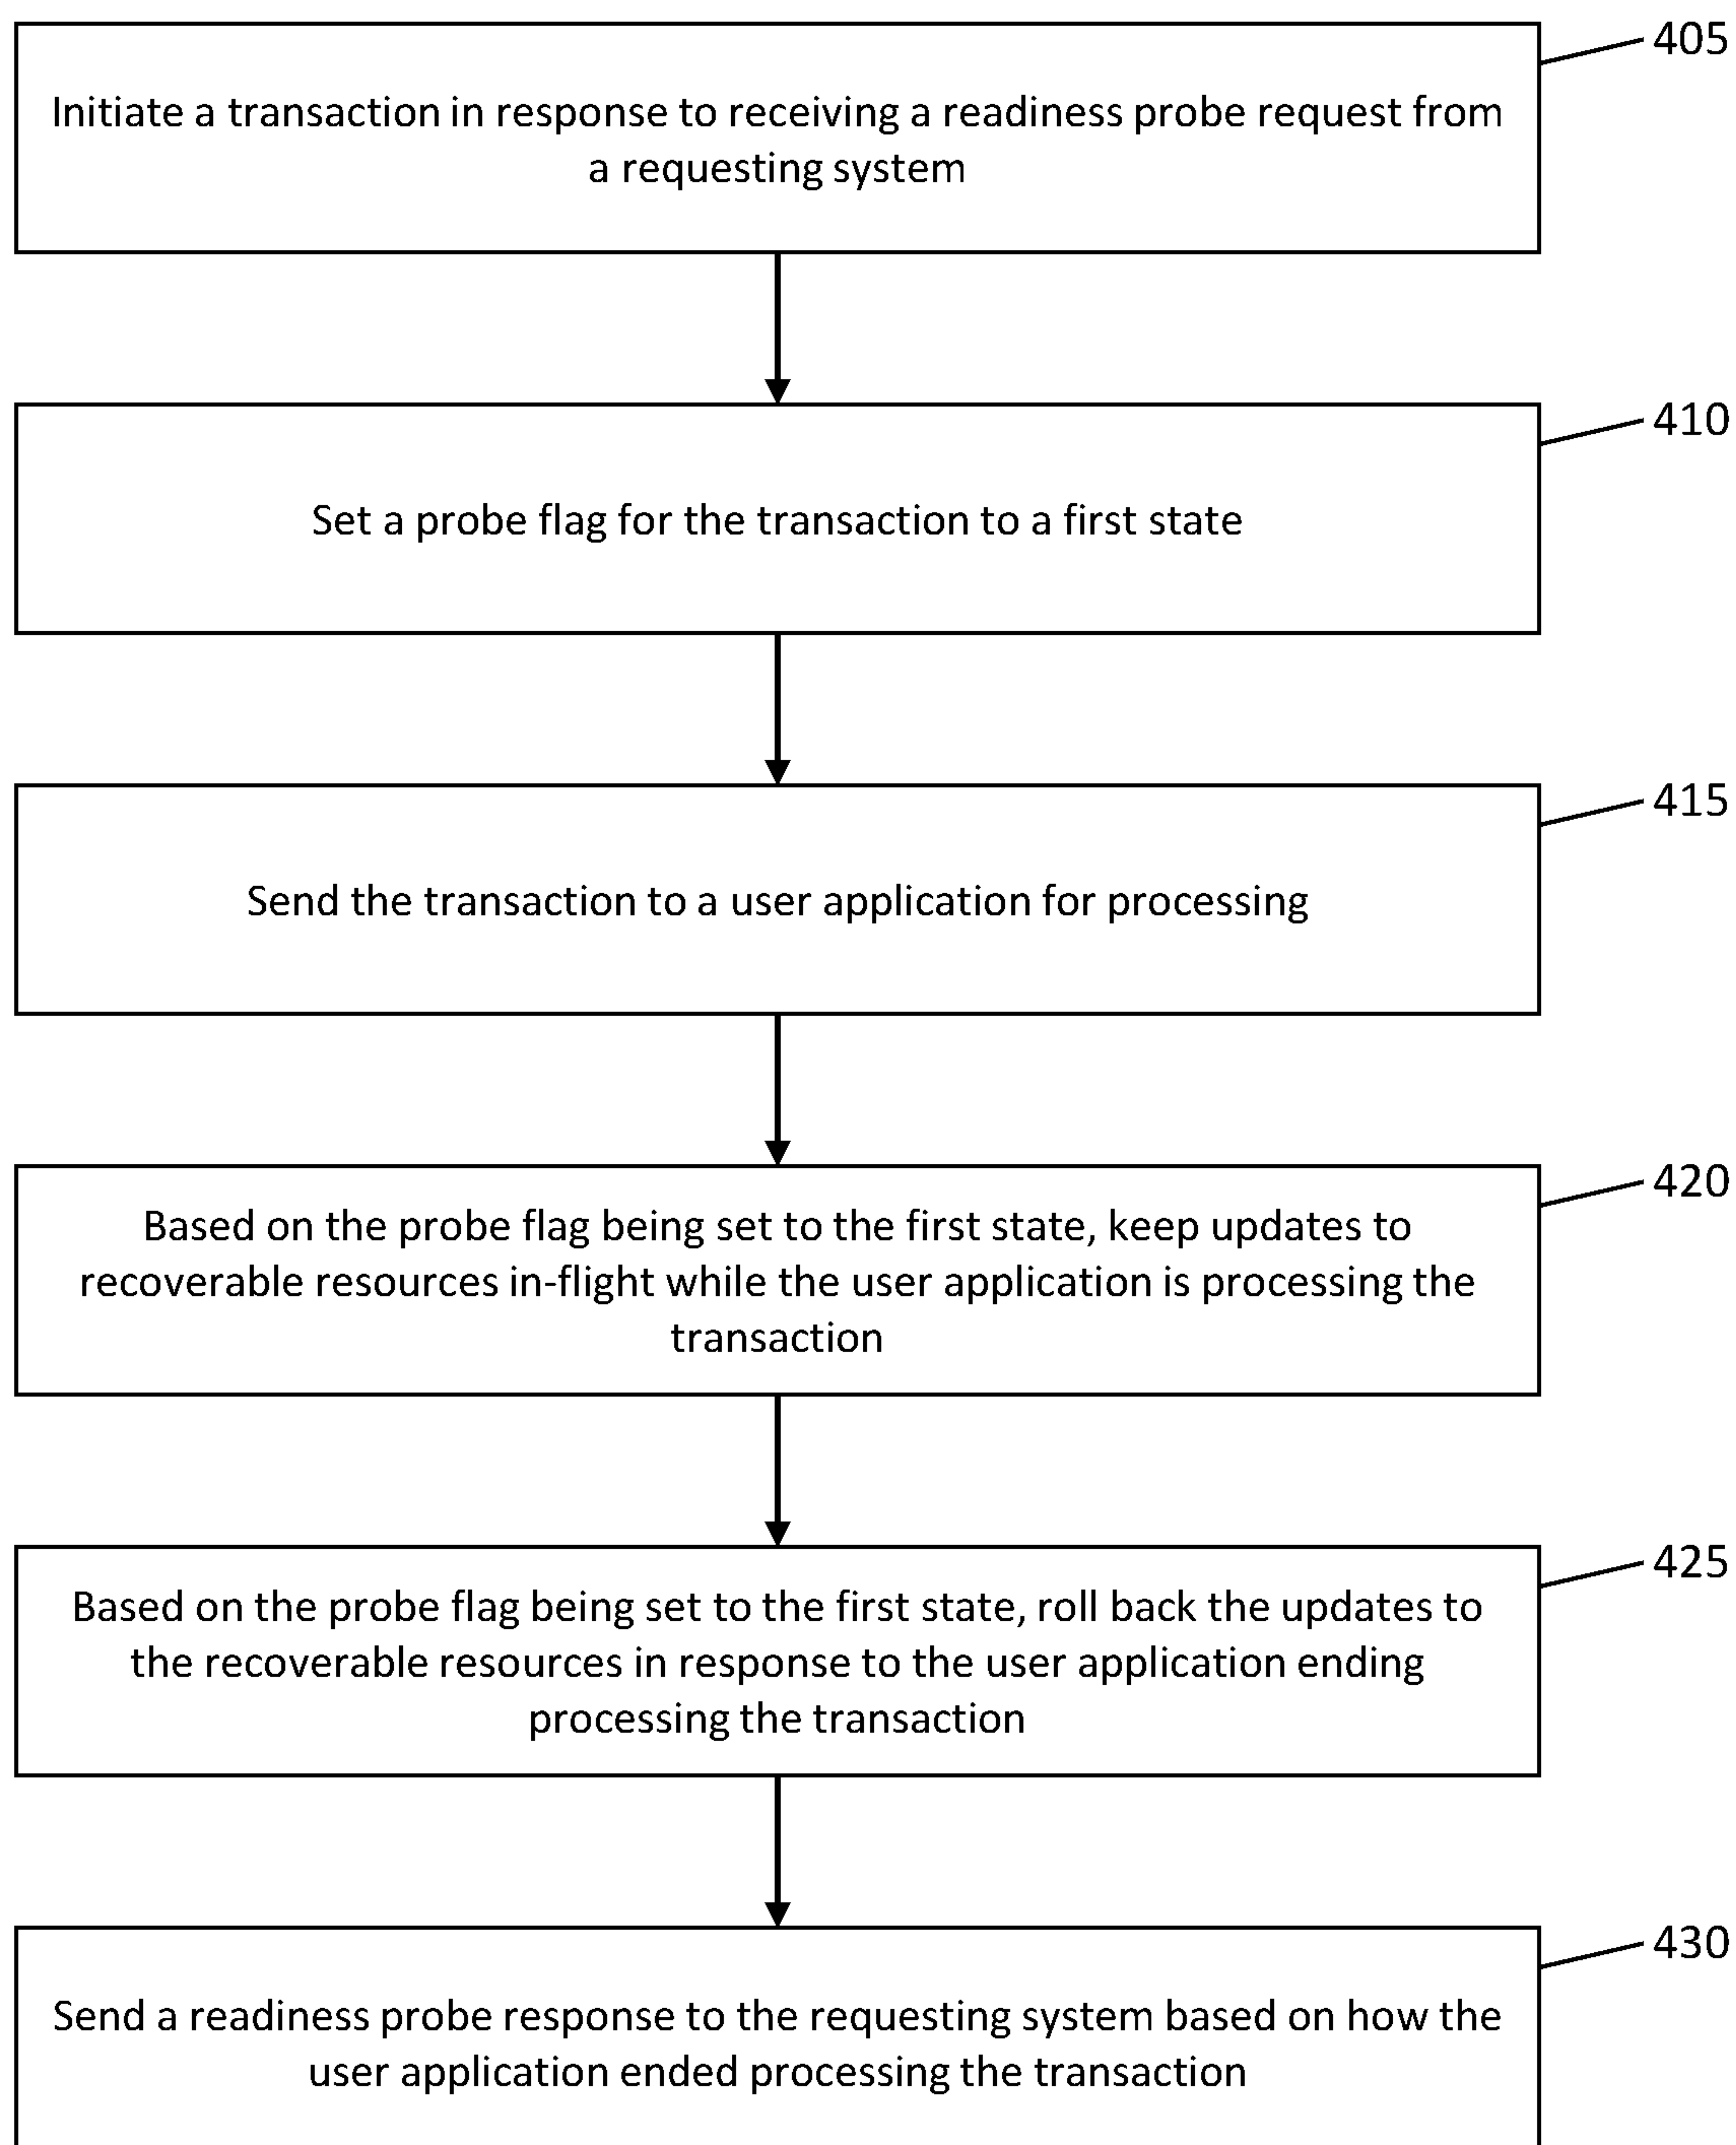 405
Initiate a transaction in response to receiving a readiness probe request from
a requesting system
410
Set a probe flag for the transaction to a first state
415
Send the transaction to a user application for processing
420
Based on the probe flag being set to the first state, keep updates to
recoverable resources in-flight while the user application is processing the
transaction
425
Based on the probe flag being set to the first state, roll back the updates to
the recoverable resources in response to the user application ending
processing the transaction
430
Send a readiness probe response to the requesting system based on how the
user application ended processing the transaction